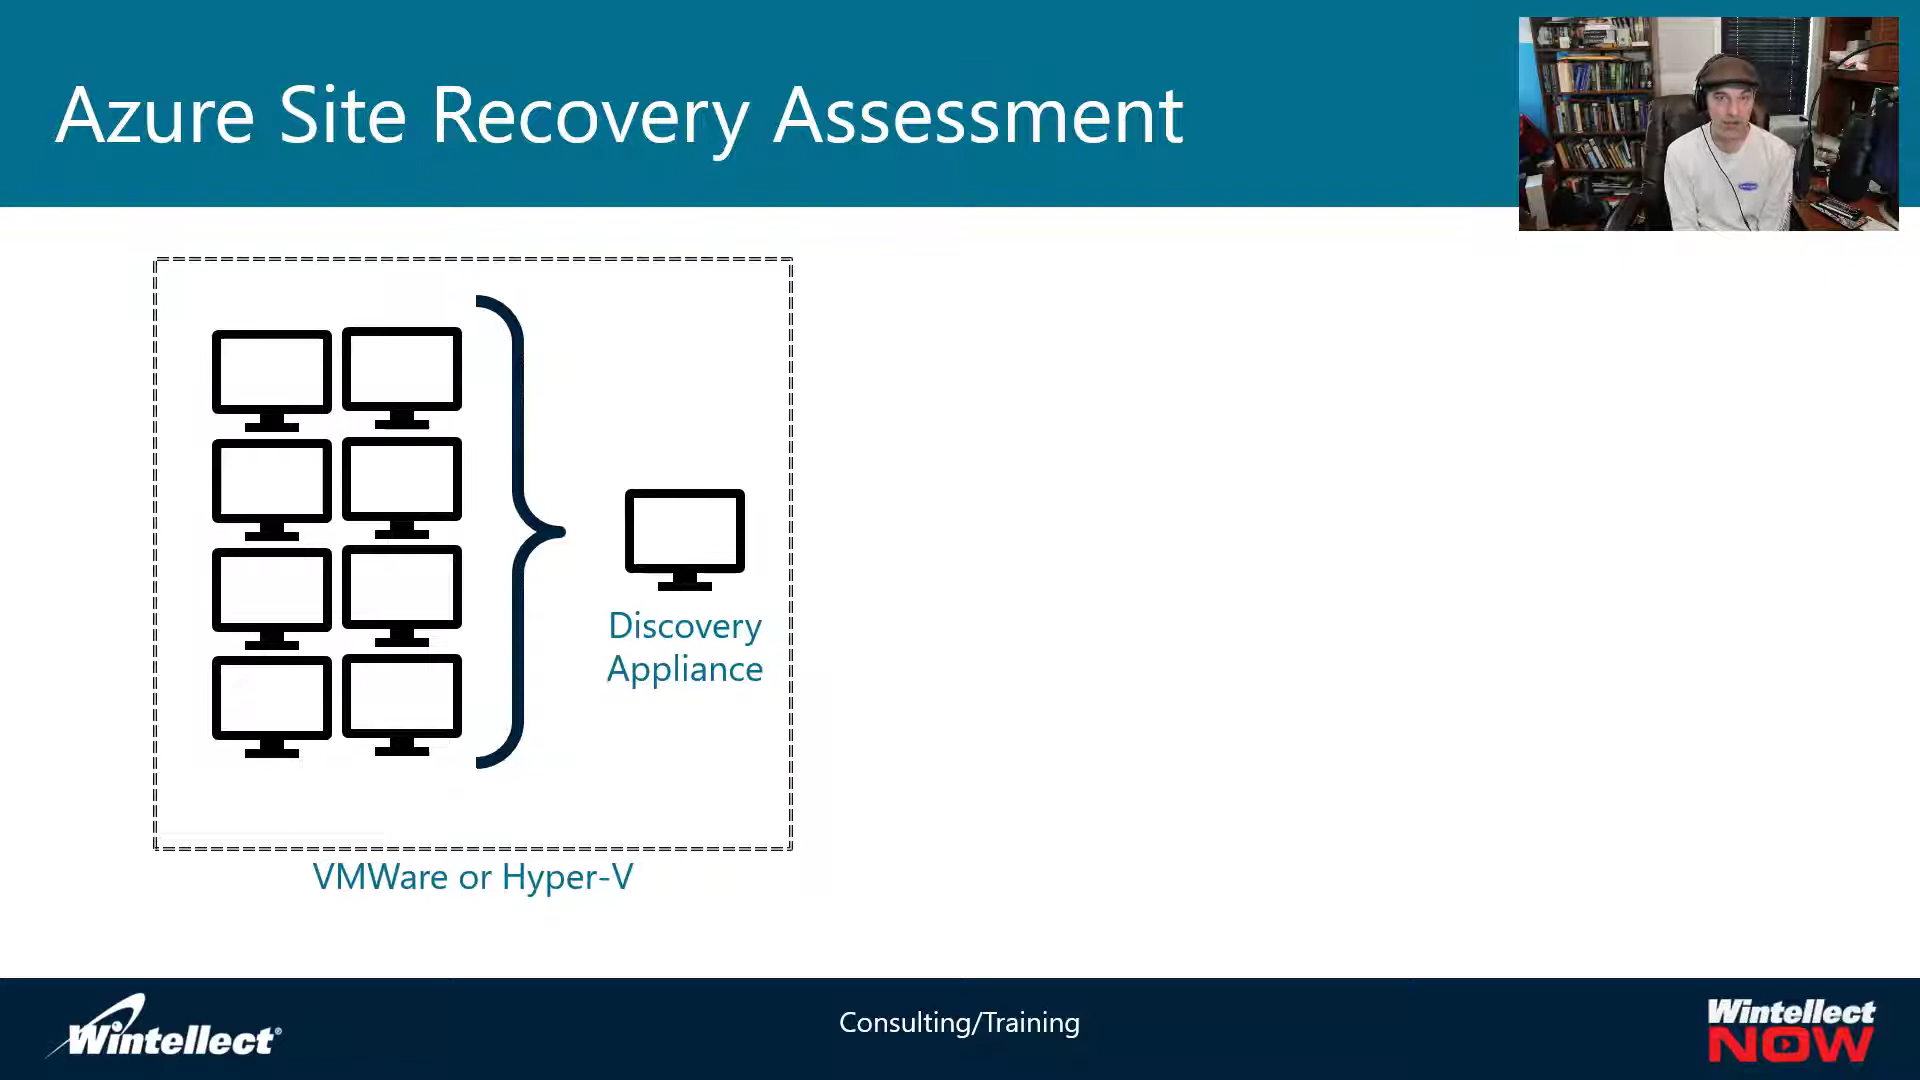 Azure Site Recovery Assessment
Discovery
Appliance
VMWare or Hyper-V
Wintellect®
Consulting/Training
Wintellect
NOW